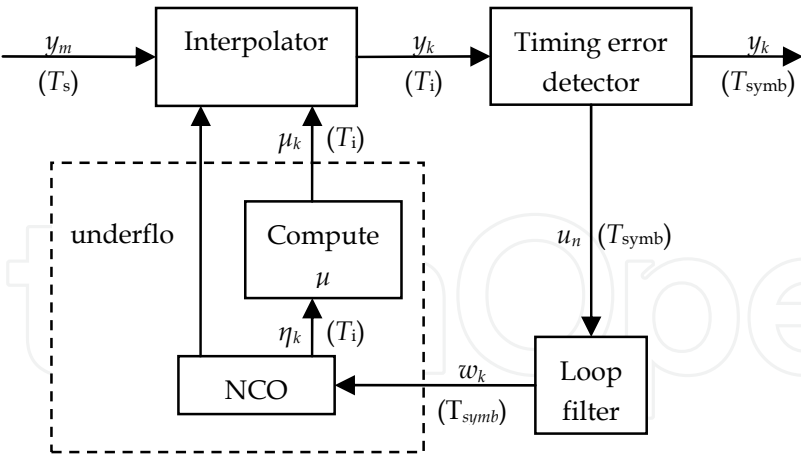 y_m
(T_s)
Interpolator
y_k
(T_i)
Timing error
detector
y_k
(T_symb)
μ_k (T_i)
underflo
Compute
μ
u_n (T_symb)
η_k (T_i)
NCO
w_k
(T_symb)
Loop
filter